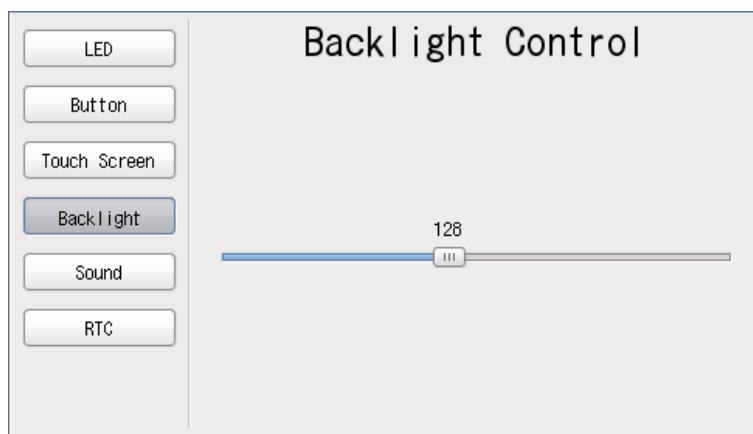 LED
Button
Touch Screen
Backlight
Sound
RTC
Backlight Control
128